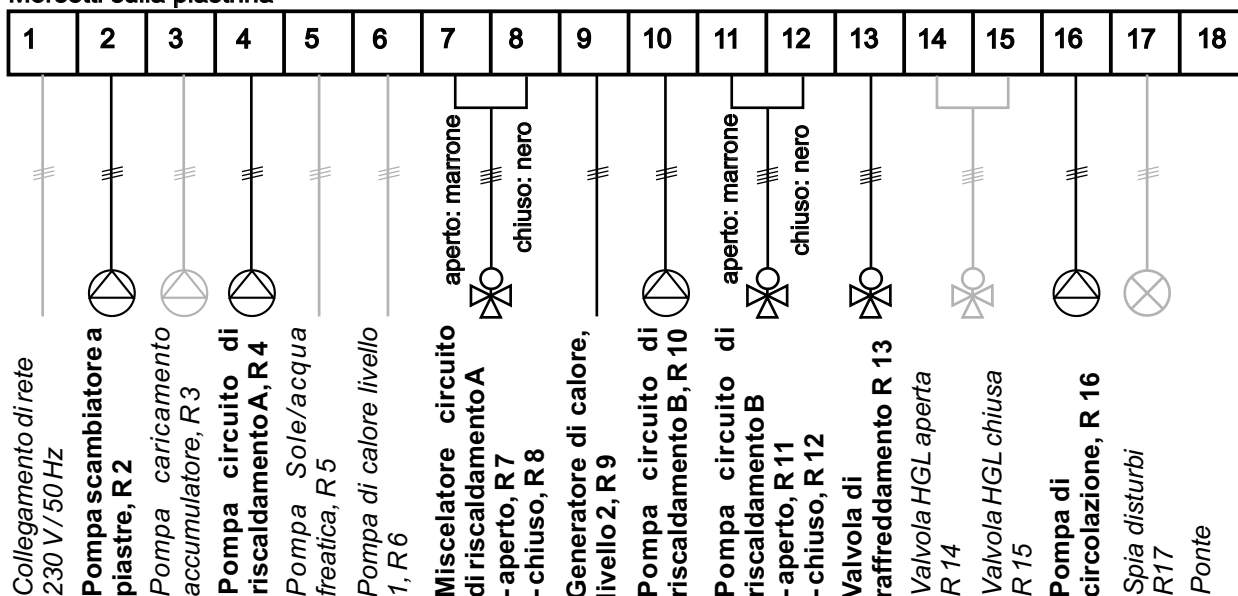 Morsetti sulla piastrina
1 2 3 4 5 6 7 8 9 10 11 12 13 14 15 16 17 18
aperto: marrone
chiuso: nero
aperto: marrone
chiuso: nero
Collegamento di rete
230 V / 50 Hz
Pompa scambiatore a
piastre, R 2
Pompa caricamento
accumulatore, R 3
Pompa circuito di
riscaldamento A, R 4
Pompa Sole/acqua
freatica, R 5
Pompa di calore livello
1, R 6
Miscelatore circuito
di riscaldamento A
- aperto, R 7
- chiuso, R 8
Generatore di calore,
livello 2, R 9
Pompa circuito di
riscaldamento B, R 10
Pompa circuito di
riscaldamento B
- aperto, R 11
- chiuso, R 12
Valvola di
raffreddamento R 13
Valvola HGL aperta
R 14
Valvola HGL chiusa
R 15
Pompa di
circolazione, R 16
Spia disturbi
R17
Ponte